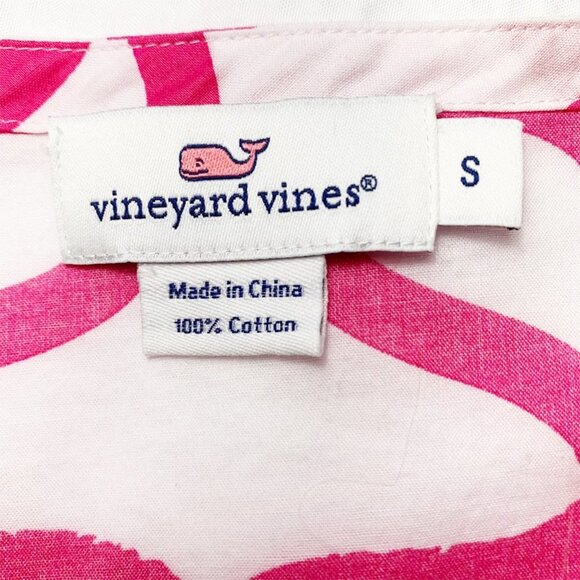 vineyard vines®
S
Made in China
100% Cotton